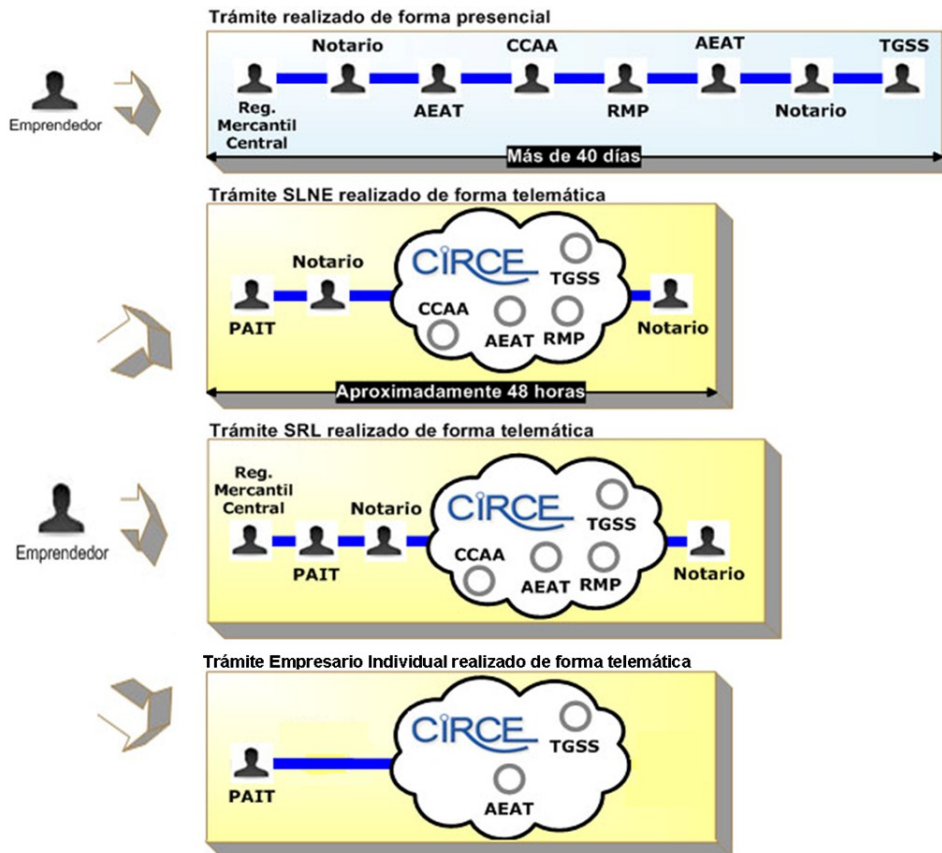 Trámite realizado de forma presencial
Emprendedor
Notario
CCAA
AEAT
TGSS
Reg.
Mercantil
Central
AEAT
RMP
Notario
Más de 40 días
Trámite SLNE realizado de forma telemática
Notario
CIRCE
TGSS
CCAA
PAIT
AEAT
RMP
Notario
Aproximadamente 48 horas
Trámite SRL realizado de forma telemática
Emprendedor
Reg.
Mercantil
Central
Notario
CIRCE
TGSS
CCAA
PAIT
AEAT
RMP
Notario
Trámite Empresario Individual realizado de forma telemática
CIRCE
TGSS
PAIT
AEAT